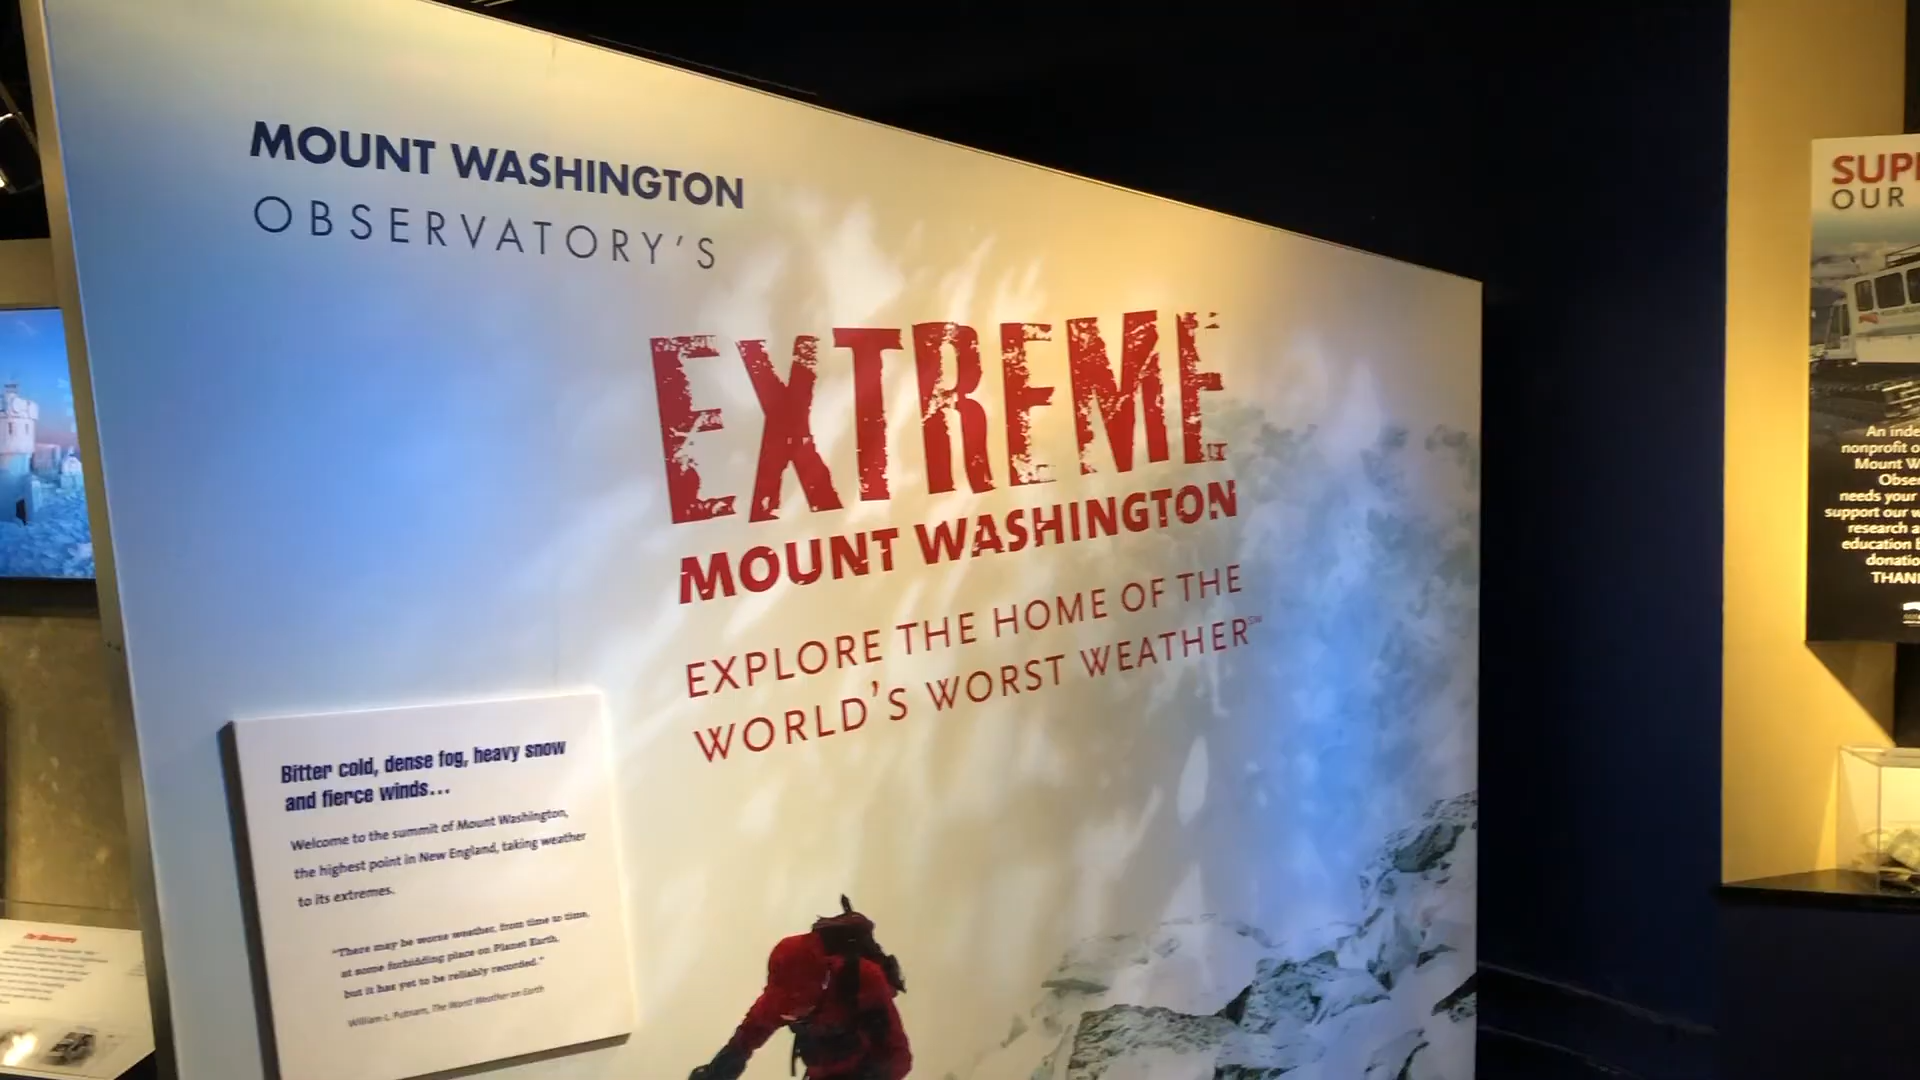 MOUNT WASHINGTON
OBSERVATORY'S
EXTREME
MOUNT WASHINGTON
EXPLORE THE HOME OF THE
WORLD'S WORST WEATHER℠
Bitter cold, dense fog, heavy snow
and fierce winds...
Welcome to the summit of Mount Washington,
the highest point in New England, taking weather
to its extremes.
"There may be worse weather, from time to time,
at some forbidding place on Planet Earth,
but it has yet to be reliably recorded."
William L. Putnam, The Worst Weather on Earth
SUP
OUR
An inde
nonprofit o
Mount W
Obser
needs your
support our w
research a
education b
donatio
THAN